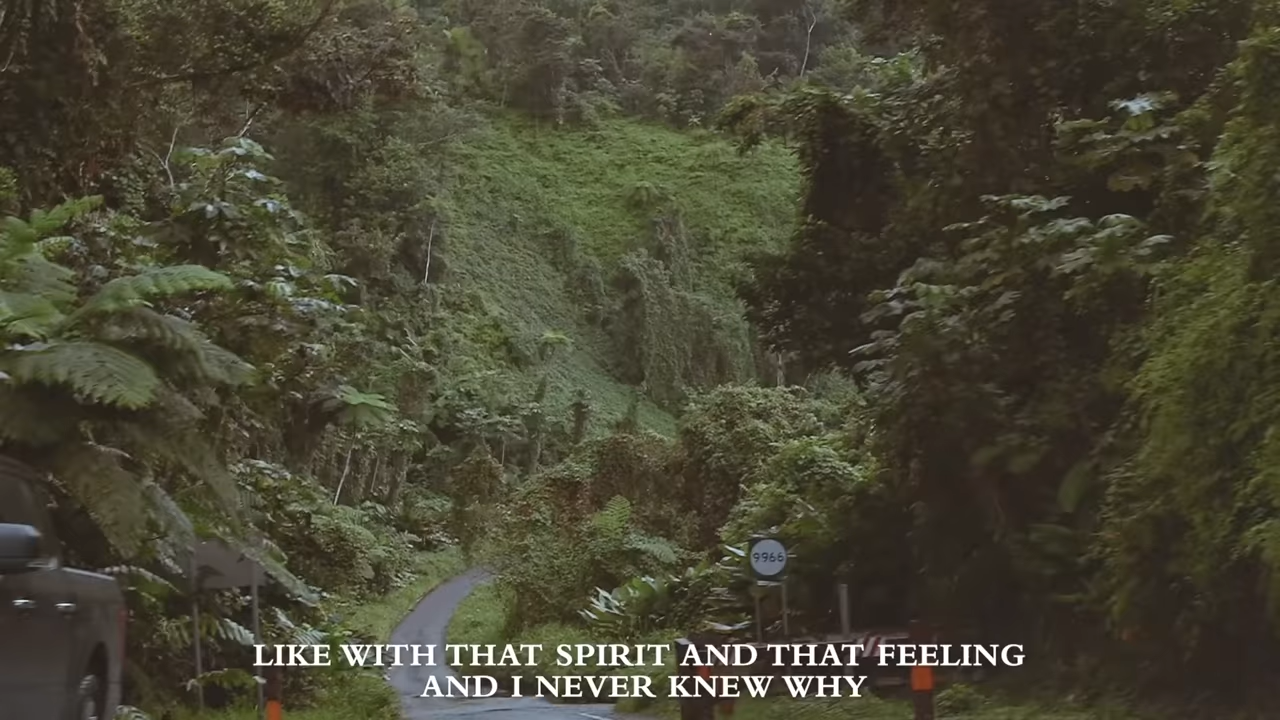 9966
LIKE WITH THAT SPIRIT AND THAT FEELING
AND I NEVER KNEW WHY